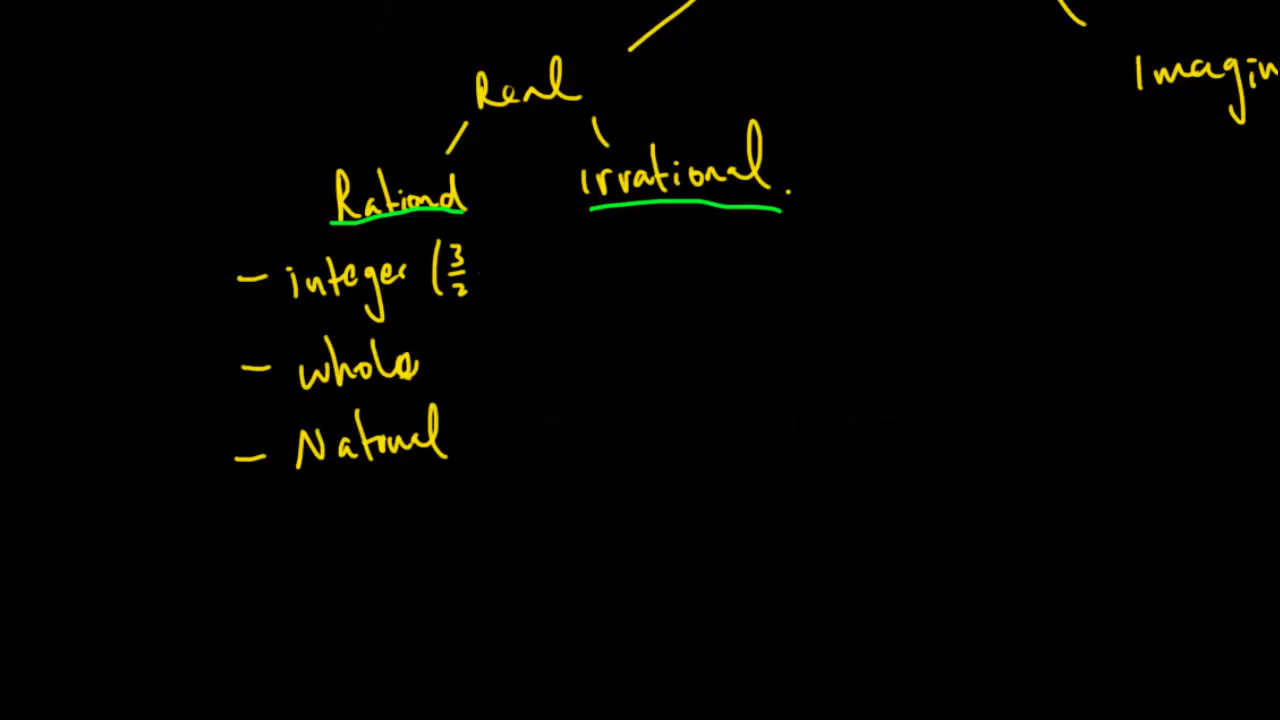 Real
Imagin
Rational
irrational.
- integer (3/2
- whole
- Natural